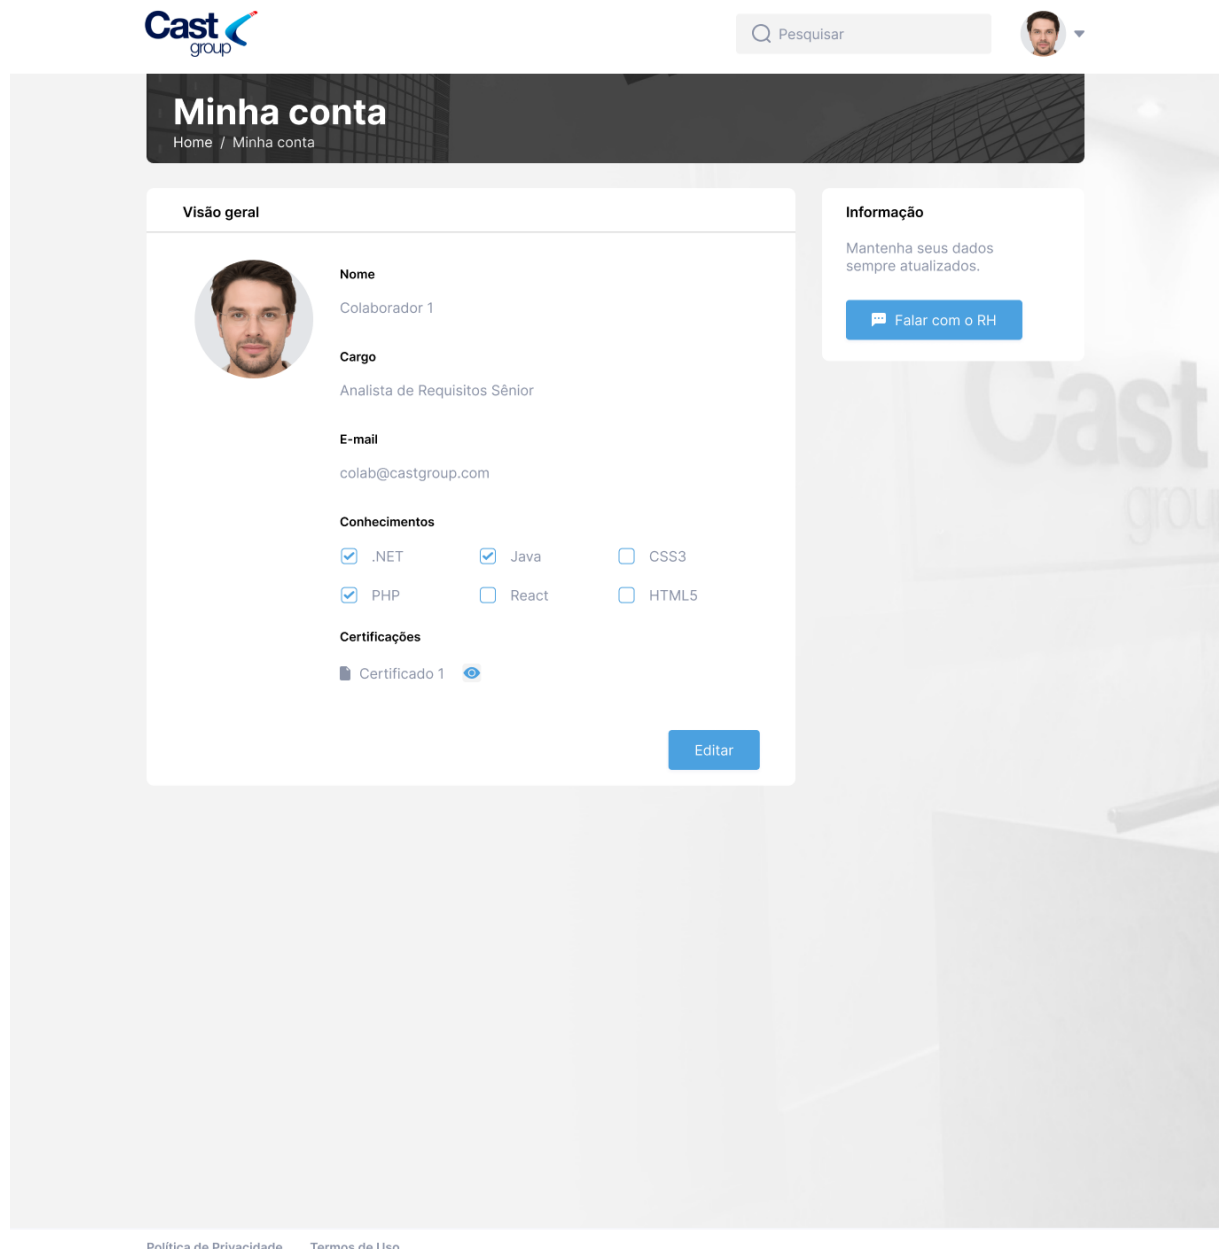 Cast
group
Pesquisar
Minha conta
Home / Minha conta
Visão geral
Nome
Colaborador 1
Cargo
Analista de Requisitos Sênior
E-mail
colab@castgroup.com
Conhecimentos
.NET Java CSS3
PHP React HTML5
Certificações
Certificado 1
Editar
Informação
Mantenha seus dados
sempre atualizados.
Falar com o RH
Cast
group
Política de Privacidade Termos de Uso